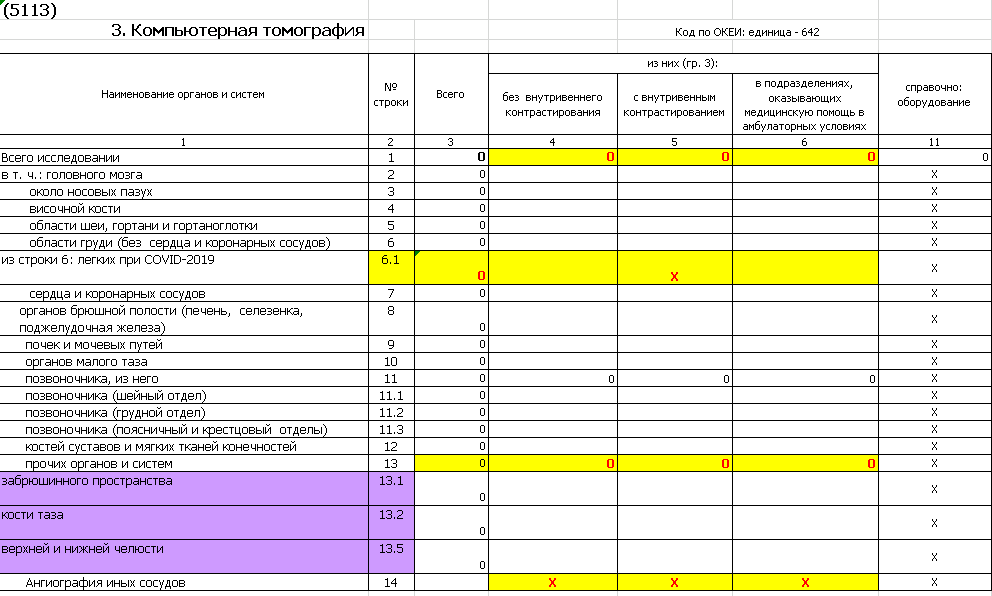 (5113)
3. Компьютерная томография
Код по ОКЕИ: единица - 642
Наименование органов и систем № строки Всего из них (гр. 3): справочно: оборудование
без внутривеннего контрастирования с внутривенным контрастированием в подразделениях, оказывающих медицинскую помощь в амбулаторных условиях
1 2 3 4 5 6 11
Всего исследовании 1 0 0 0 0 0
в т. ч.: головного мозга 2 0 X
около носовых пазух 3 0 X
височной кости 4 0 X
области шеи, гортани и гортаноглотки 5 0 X
области груди (без сердца и коронарных сосудов) 6 0 X
из строки 6: легких при COVID-2019 6.1 0 X X
сердца и коронарных сосудов 7 0 X
органов брюшной полости (печень, селезенка,
поджелудочная железа) 8 0 X
почек и мочевых путей 9 0 X
органов малого таза 10 0 X
позвоночника, из него 11 0 0 0 0 X
позвоночника (шейный отдел) 11.1 0 X
позвоночника (грудной отдел) 11.2 0 X
позвоночника (поясничный и крестцовый отделы) 11.3 0 X
костей суставов и мягких тканей конечностей 12 0 X
прочих органов и систем 13 0 0 0 0 X
забрюшинного пространства 13.1 0 X
кости таза 13.2 0 X
верхней и нижней челюсти 13.5 0 X
Ангиография иных сосудов 14 X X X X